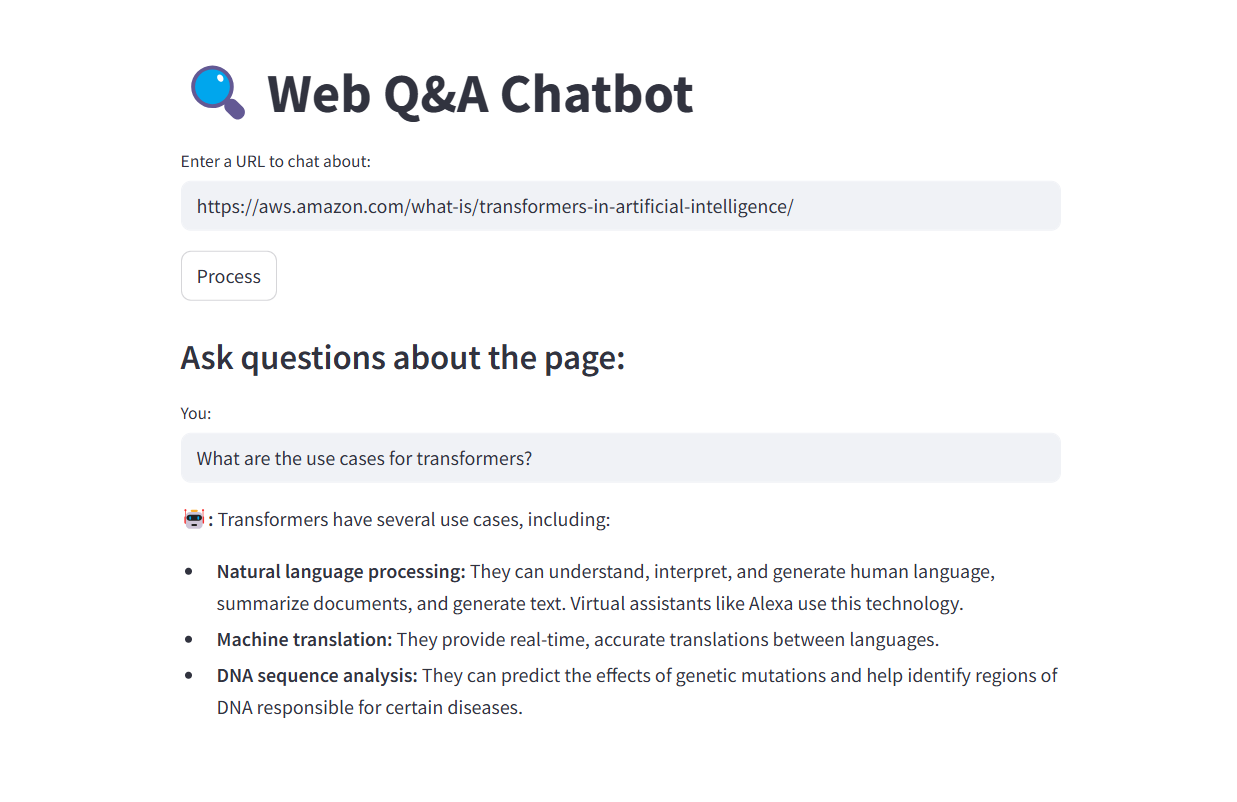 Web Q&A Chatbot
Enter a URL to chat about:
https://aws.amazon.com/what-is/transformers-in-artificial-intelligence/
Process
Ask questions about the page:
You:
What are the use cases for transformers?
: Transformers have several use cases, including:
• Natural language processing: They can understand, interpret, and generate human language,
summarize documents, and generate text. Virtual assistants like Alexa use this technology.
• Machine translation: They provide real-time, accurate translations between languages.
• DNA sequence analysis: They can predict the effects of genetic mutations and help identify regions of
DNA responsible for certain diseases.